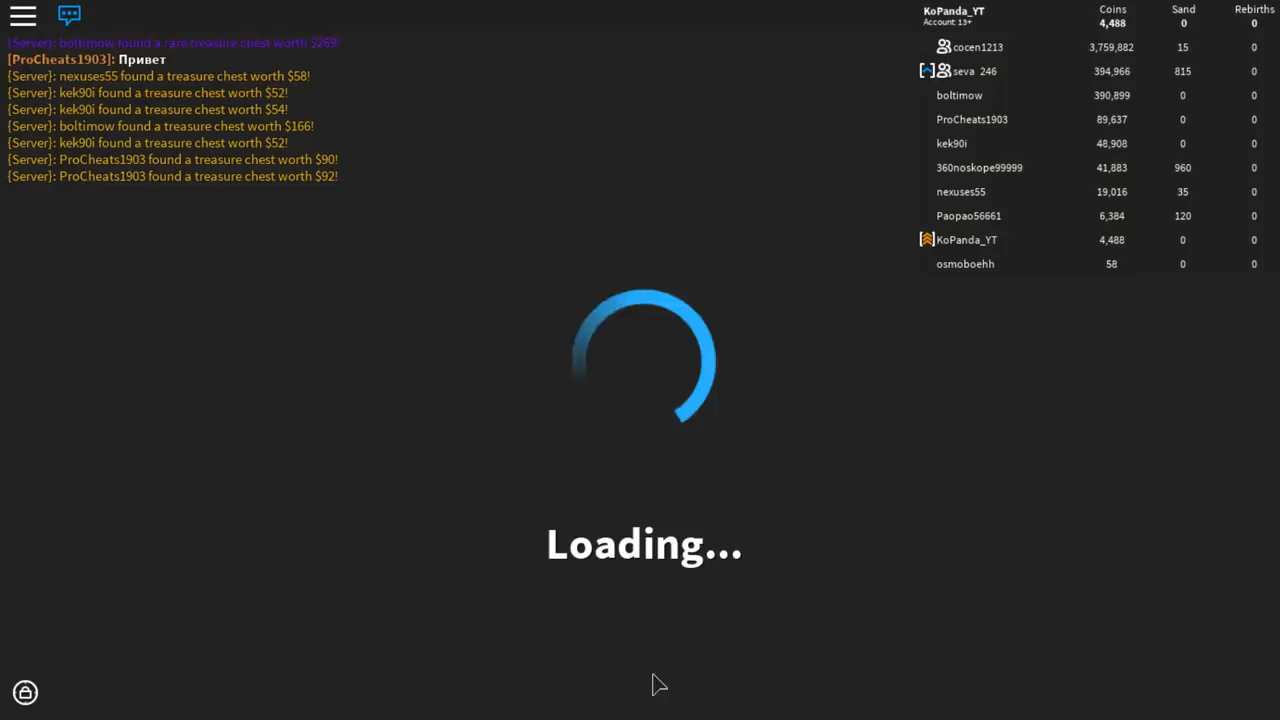 KoPanda_YT Coins Sand Rebirths
Account: 13+ 4,488 0 0
{Server}: boltimow found a rare treasure chest worth $269!
[ProCheats1903]: Привет
{Server}: nexuses55 found a treasure chest worth $58!
{Server}: kek90i found a treasure chest worth $52!
{Server}: kek90i found a treasure chest worth $54!
{Server}: boltimow found a treasure chest worth $166!
{Server}: kek90i found a treasure chest worth $52!
{Server}: ProCheats1903 found a treasure chest worth $90!
{Server}: ProCheats1903 found a treasure chest worth $92!
cocen1213 3,759,882 15 0
seva_246 394,966 815 0
boltimow 390,899 0 0
ProCheats1903 89,637 0 0
kek90i 48,908 0 0
360noskope99999 41,883 960 0
nexuses55 19,016 35 0
Paopao56661 6,384 120 0
KoPanda_YT 4,488 0 0
osmoboehh 58 0 0
Loading...